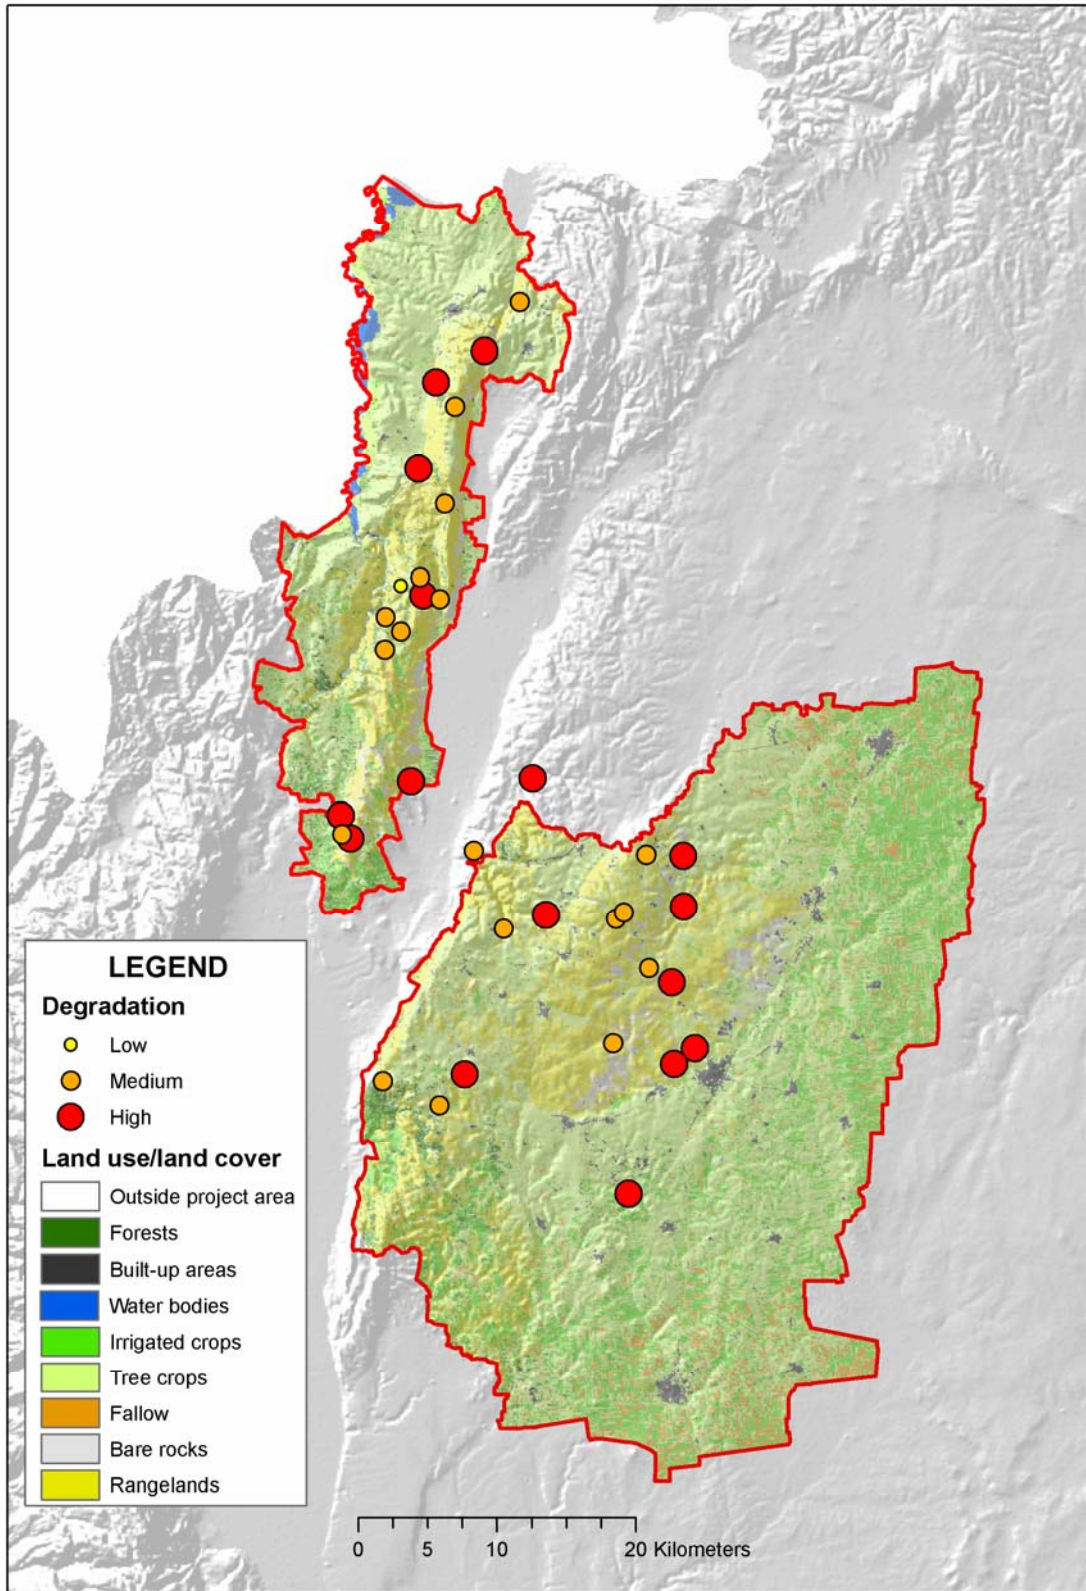 LEGEND
Degradation
Low
Medium
High
Land use/land cover
Outside project area
Forests
Built-up areas
Water bodies
Irrigated crops
Tree crops
Fallow
Bare rocks
Rangelands
0 5 10 20 Kilometers